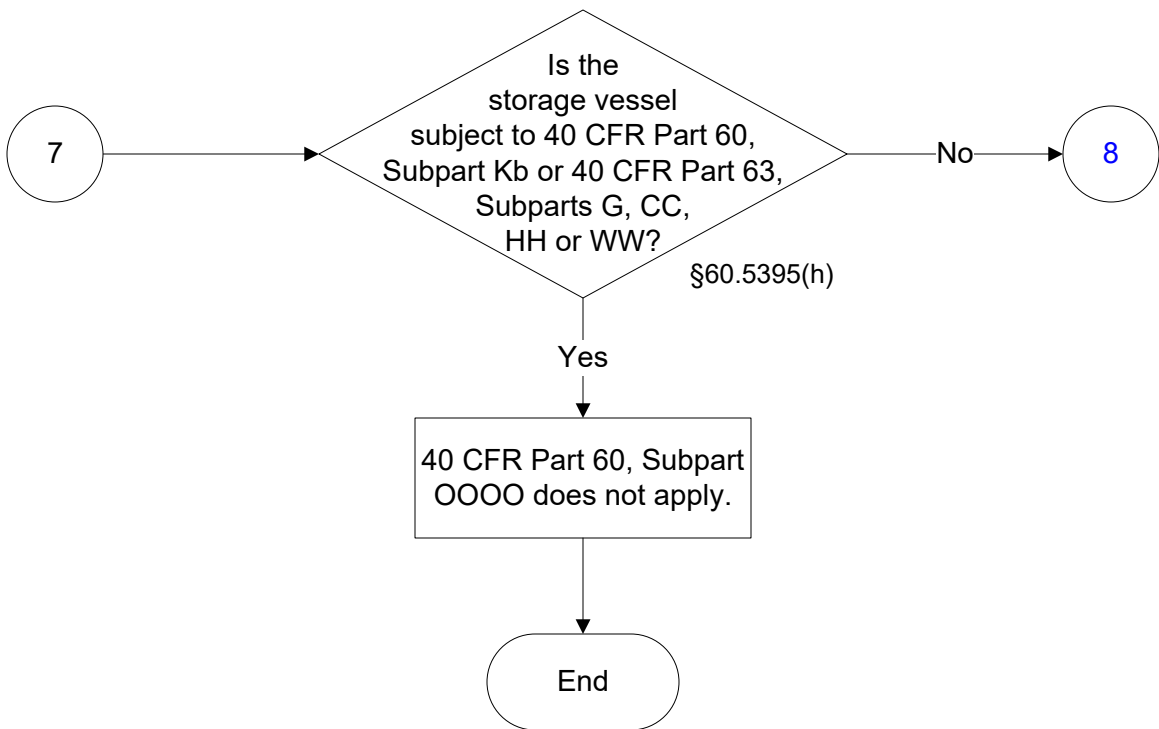 7
Is the
storage vessel
subject to 40 CFR Part 60,
Subpart Kb or 40 CFR Part 63,
Subparts G, CC,
HH or WW?
No
8
§60.5395(h)
Yes
40 CFR Part 60, Subpart
OOOO does not apply.
End